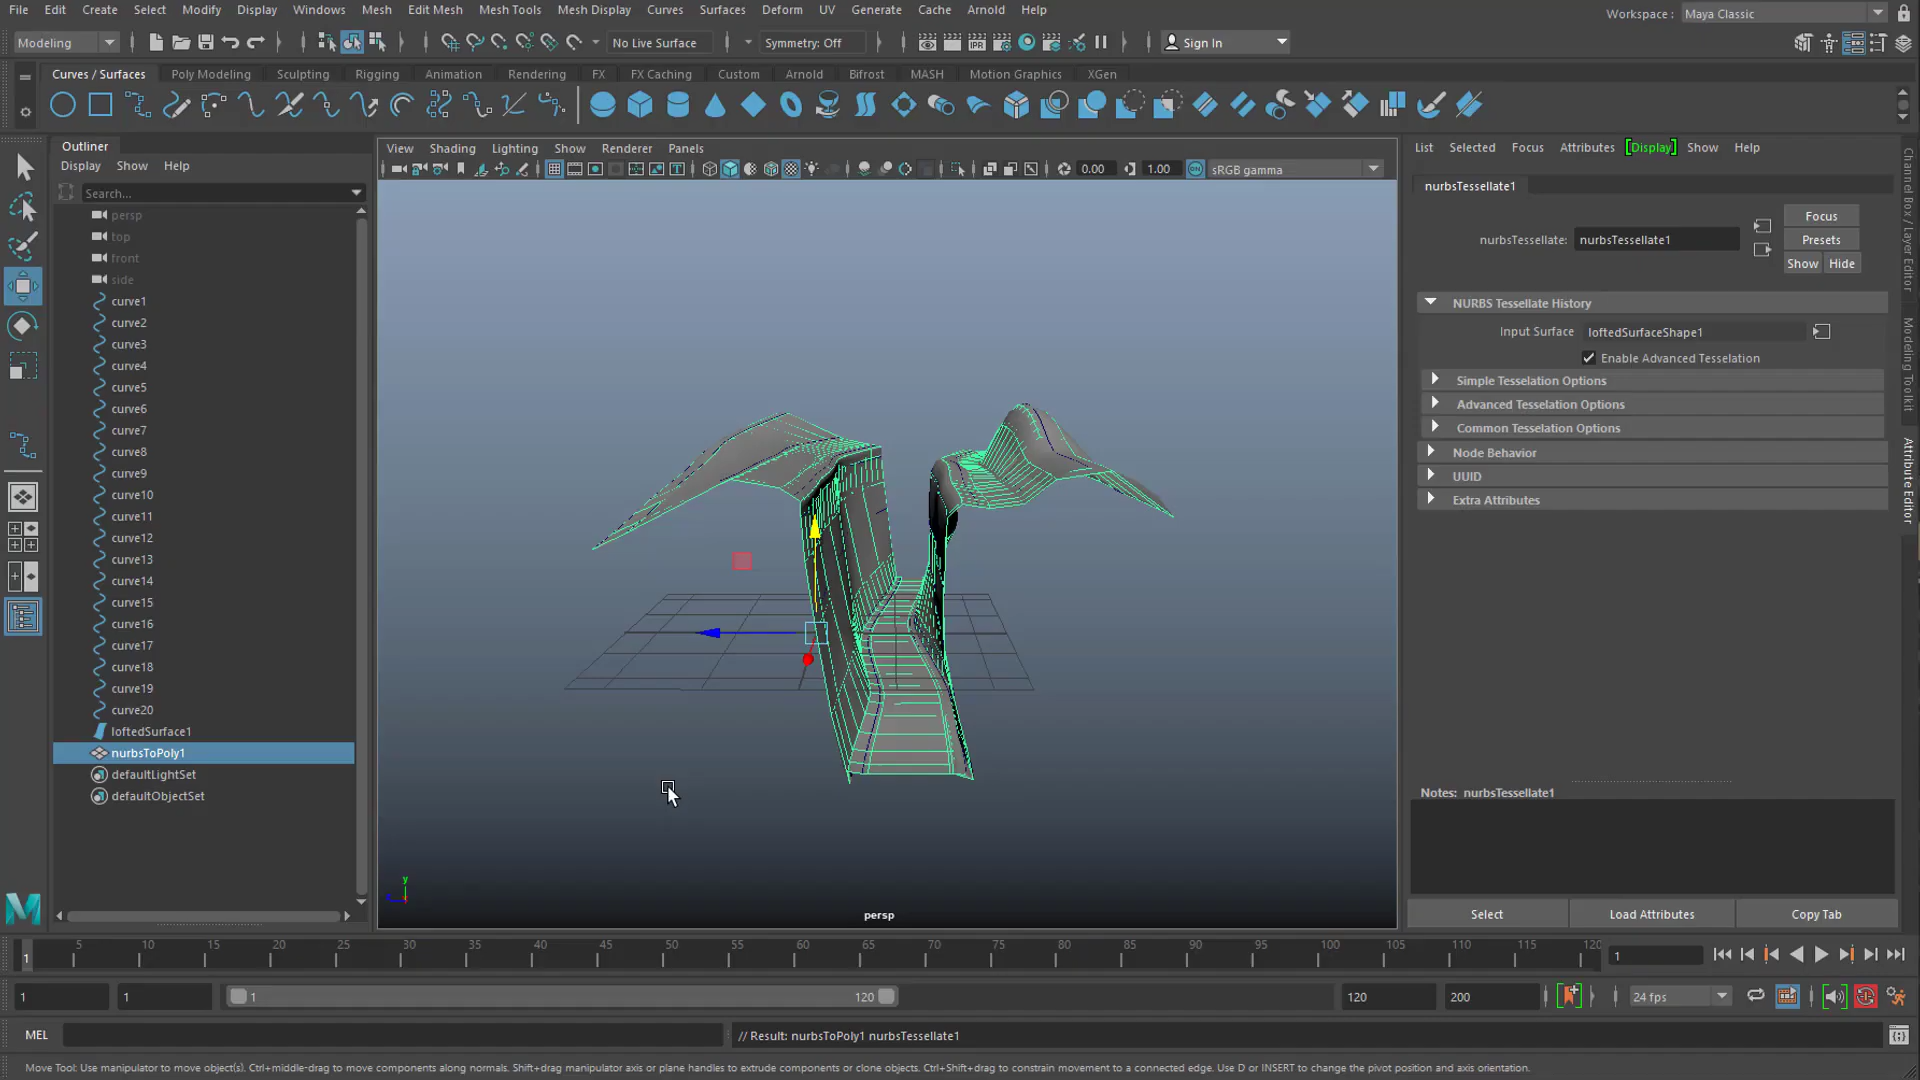 File Edit Create Select Modify Display Windows Mesh Edit Mesh Mesh Tools Mesh Display Curves Surfaces Deform UV Generate Cache Arnold Help
Workspace : Maya Classic
Modeling No Live Surface Symmetry: Off Sign In
Curves / Surfaces Poly Modeling Sculpting Rigging Animation Rendering FX FX Caching Custom Arnold Bifrost MASH Motion Graphics XGen
Outliner
Display Show Help
Search...
persp
top
front
side
curve1
curve2
curve3
curve4
curve5
curve6
curve7
curve8
curve9
curve10
curve11
curve12
curve13
curve14
curve15
curve16
curve17
curve18
curve19
curve20
loftedSurface1
nurbsToPoly1
defaultLightSet
defaultObjectSet
View Shading Lighting Show Renderer Panels
0.00 1.00 ON sRGB gamma
y
persp
List Selected Focus Attributes [Display] Show Help
nurbsTessellate1
nurbsTessellate: nurbsTessellate1
Focus
Presets
Show Hide
NURBS Tessellate History
Input Surface loftedSurfaceShape1
Enable Advanced Tesselation
Simple Tesselation Options
Advanced Tesselation Options
Common Tesselation Options
Node Behavior
UUID
Extra Attributes
Notes: nurbsTessellate1
Select Load Attributes Copy Tab
Channel Box / Layer Editor
Modeling Toolkit
Attribute Editor
1 5 10 15 20 25 30 35 40 45 50 55 60 65 70 75 80 85 90 95 100 105 110 115 120
1
1 1 1 120 120 200 24 fps
MEL // Result: nurbsToPoly1 nurbsTessellate1
Move Tool: Use manipulator to move object(s). Ctrl+middle-drag to move components along normals. Shift+drag manipulator axis or plane handles to extrude components or clone objects. Ctrl+Shift+drag to constrain movement to a connected edge. Use D or INSERT to change the pivot position and axis orientation.